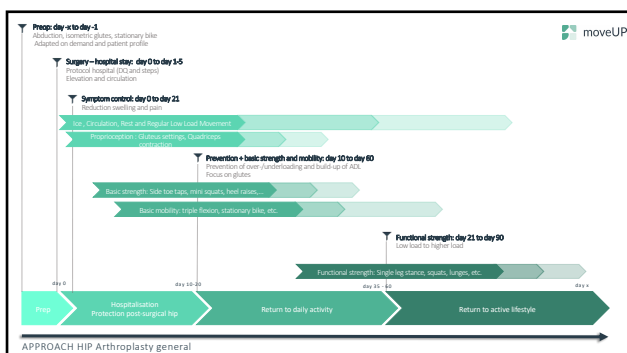 moveUP
Preop: day -x to day -1
Abduction, isometric glutes, stationary bike
Adapted on demand and patient profile
Surgery – hospital stay: day 0 to day 1-5
Protocol hospital (DQ and steps)
Elevation and circulation
Symptom control: day 0 to day 21
Reduction swelling and pain
Ice , Circulation, Rest and Regular Low Load Movement
Proprioception : Gluteus settings, Quadriceps
contraction
Prevention + basic strength and mobility: day 10 to day 60
Prevention of over-/underloading and build-up of ADL
Focus on glutes
Basic strength: Side toe taps, mini squats, heel raises,…
Basic mobility: triple flexion, stationary bike, etc.
Functional strength: day 21 to day 90
Low load to higher load
Functional strength: Single leg stance, squats, lunges, etc.
day 0
day 10-20
day 35 - 60
day x
Prep
Hospitalisation
Protection post-surgical hip
Return to daily activity
Return to active lifestyle
APPROACH HIP Arthroplasty general